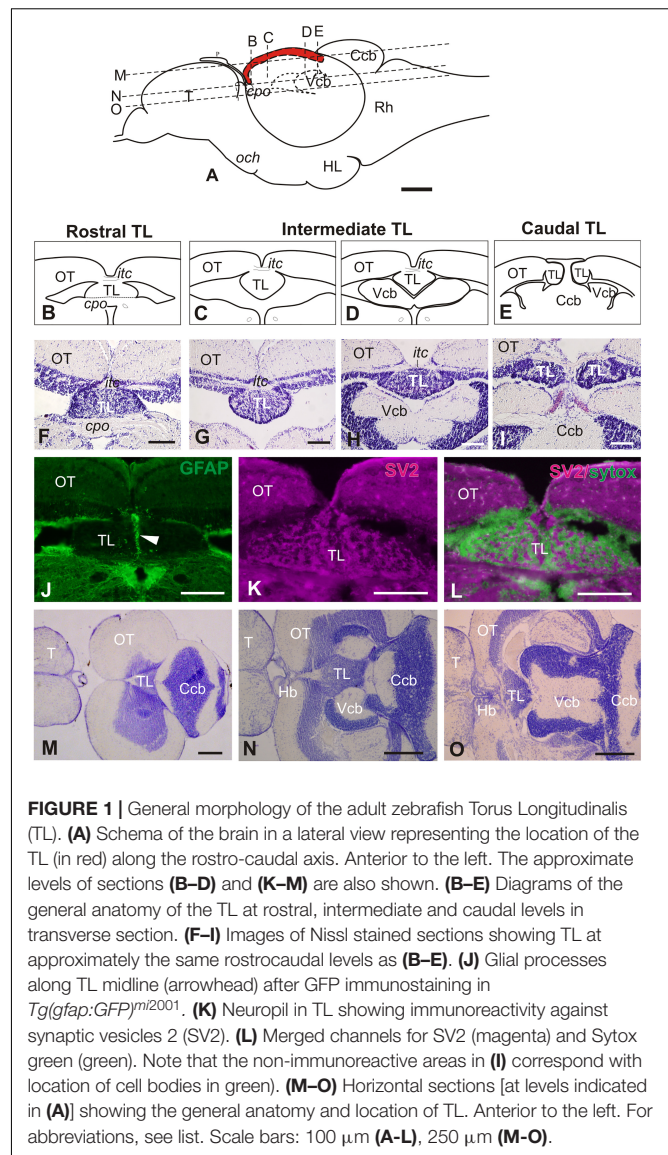 B C D E
P
M
N
O
T
cpo
Vcb
Ccb
Rh
och
HL
A
Rostral TL Intermediate TL Caudal TL
OT itc TL cpo B
OT itc TL C
OT itc TL Vcb D
OT TL TL Vcb Ccb E
OT itc TL cpo F
OT itc TL G
OT itc TL Vcb H
OT TL TL Ccb I
GFAP OT TL J
SV2 OT TL K
SV2/sytox OT TL L
T OT TL Ccb M
T OT Hb TL Vcb Ccb N
T OT Hb TL Vcb Ccb O
FIGURE 1 | General morphology of the adult zebrafish Torus Longitudinalis
(TL). (A) Schema of the brain in a lateral view representing the location of the
TL (in red) along the rostro-caudal axis. Anterior to the left. The approximate
levels of sections (B–D) and (K–M) are also shown. (B–E) Diagrams of the
general anatomy of the TL at rostral, intermediate and caudal levels in
transverse section. (F–I) Images of Nissl stained sections showing TL at
approximately the same rostrocaudal levels as (B–E). (J) Glial processes
along TL midline (arrowhead) after GFP immunostaining in
Tg(gfap:GFP)mi2001. (K) Neuropil in TL showing immunoreactivity against
synaptic vesicles 2 (SV2). (L) Merged channels for SV2 (magenta) and Sytox
green (green). Note that the non-immunoreactive areas in (I) correspond with
location of cell bodies in green). (M–O) Horizontal sections [at levels indicated
in (A)] showing the general anatomy and location of TL. Anterior to the left. For
abbreviations, see list. Scale bars: 100 μm (A-L), 250 μm (M-O).